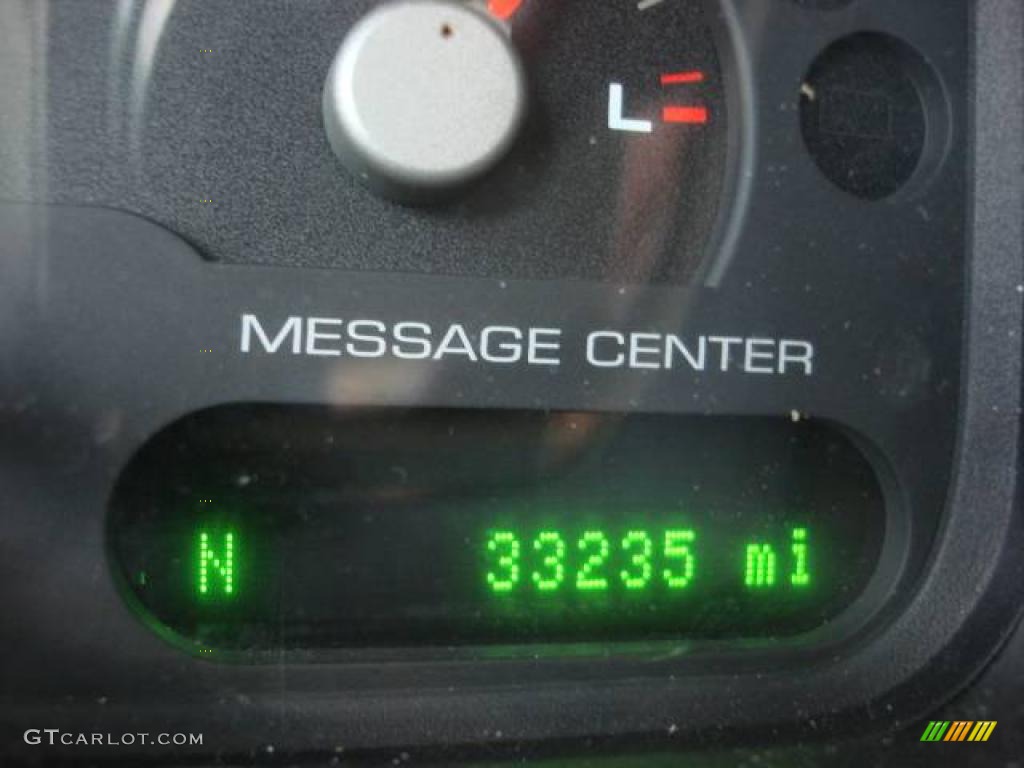 L
MESSAGE CENTER
N 33235 mi
GTCARLOT.COM